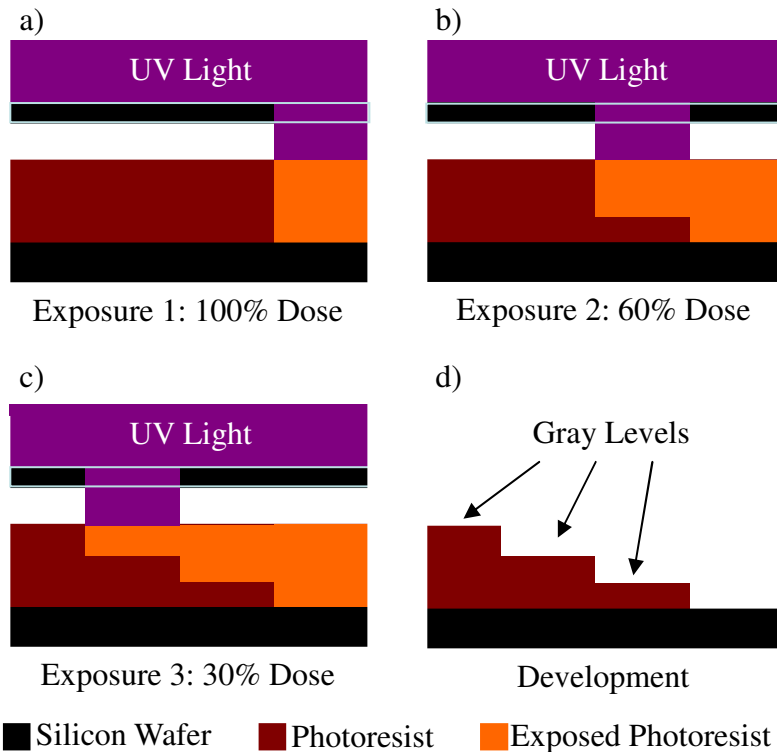 a)
UV Light
Exposure 1: 100% Dose
b)
UV Light
Exposure 2: 60% Dose
c)
UV Light
Exposure 3: 30% Dose
d)
Gray Levels
Development
Silicon Wafer
Photoresist
Exposed Photoresist